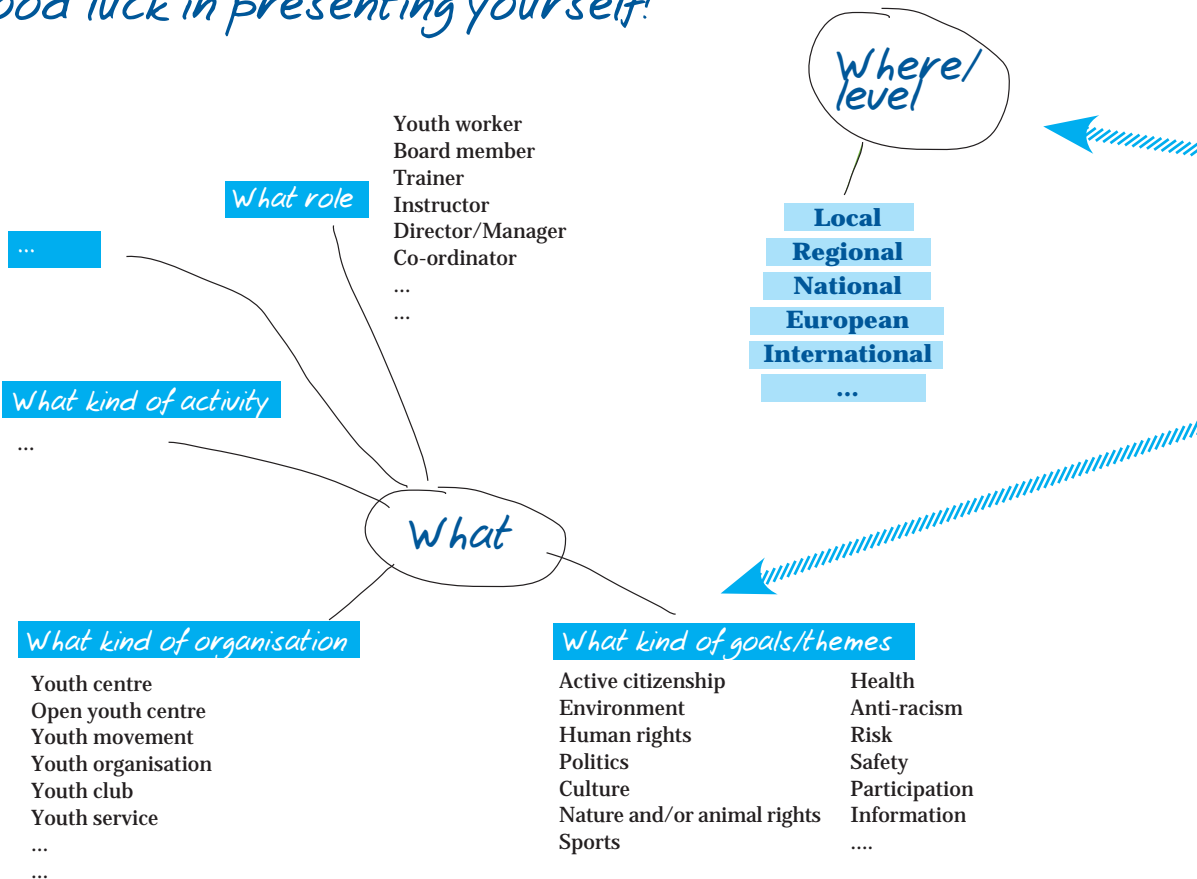 ood luck in presenting yourself!
Where/
level
Local
Regional
National
European
International
...
What role
Youth worker
Board member
Trainer
Instructor
Director/Manager
Co-ordinator
...
...
...
What kind of activity
...
What
What kind of organisation
Youth centre
Open youth centre
Youth movement
Youth organisation
Youth club
Youth service
...
...
What kind of goals/themes
Active citizenship
Environment
Human rights
Politics
Culture
Nature and/or animal rights
Sports
Health
Anti-racism
Risk
Safety
Participation
Information
....